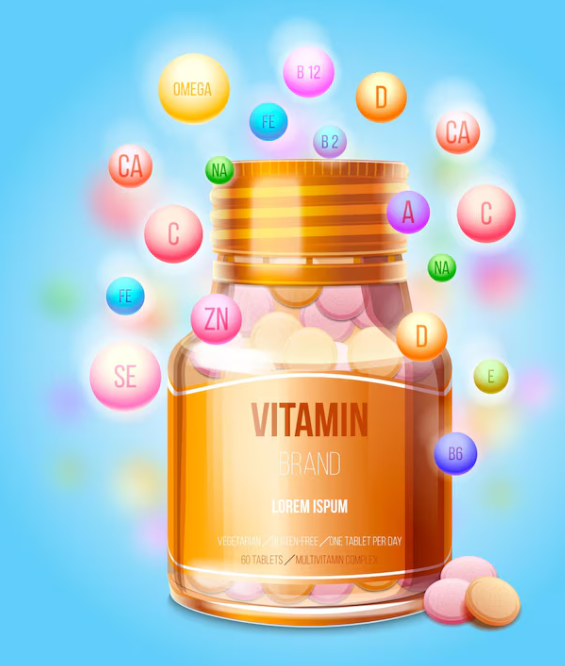 OMEGA
B 12
D
FE
B 2
CA
CA
NA
A
C
C
NA
FE
ZN
D
SE
E
B6
VITAMIN
BRAND
LOREM ISPUM
VEGETARIAN / GLUTEN-FREE / ONE TABLET PER DAY
60 TABLETS / MULTIVITAMIN COMPLEX